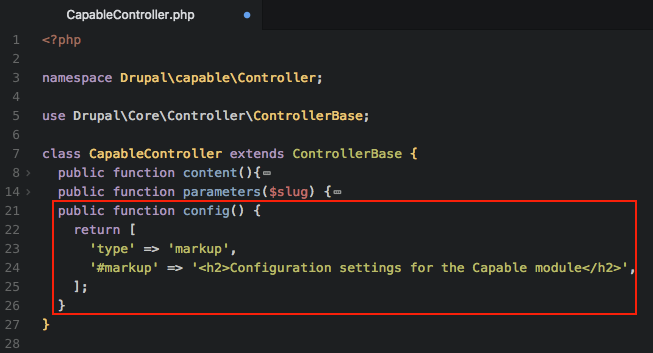 CapableController.php
1 <?php
2
3 namespace Drupal\capable\Controller;
4
5 use Drupal\Core\Controller\ControllerBase;
6
7 class CapableController extends ControllerBase {
8 public function content(){
14 public function parameters($slug) {
21 public function config() {
22 return [
23 'type' => 'markup',
24 '#markup' => '<h2>Configuration settings for the Capable module</h2>',
25 ];
26 }
27 }
28